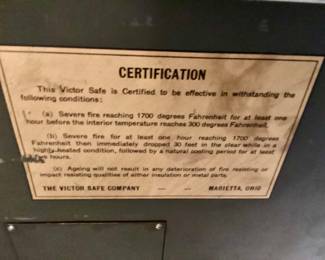 CERTIFICATION
This Victor Safe is Certified to be effective in withstanding the
following conditions:
(a) Severe fire reaching 1700 degrees Fahrenheit for at least one
hour before the interior temperature reaches 300 degrees Fahrenheit.
(b) Severe fire for at least one hour reaching 1700 degrees
Fahrenheit then immediately dropped 30 feet in the clear while in a
highly heated condition, followed by a natural cooling period for at least
hours.
(c) Ageing will not result in any deterioration of fire resisting or
impact resisting qualities of either insulation or metal parts.
THE VICTOR SAFE COMPANY — — MARIETTA, OHIO